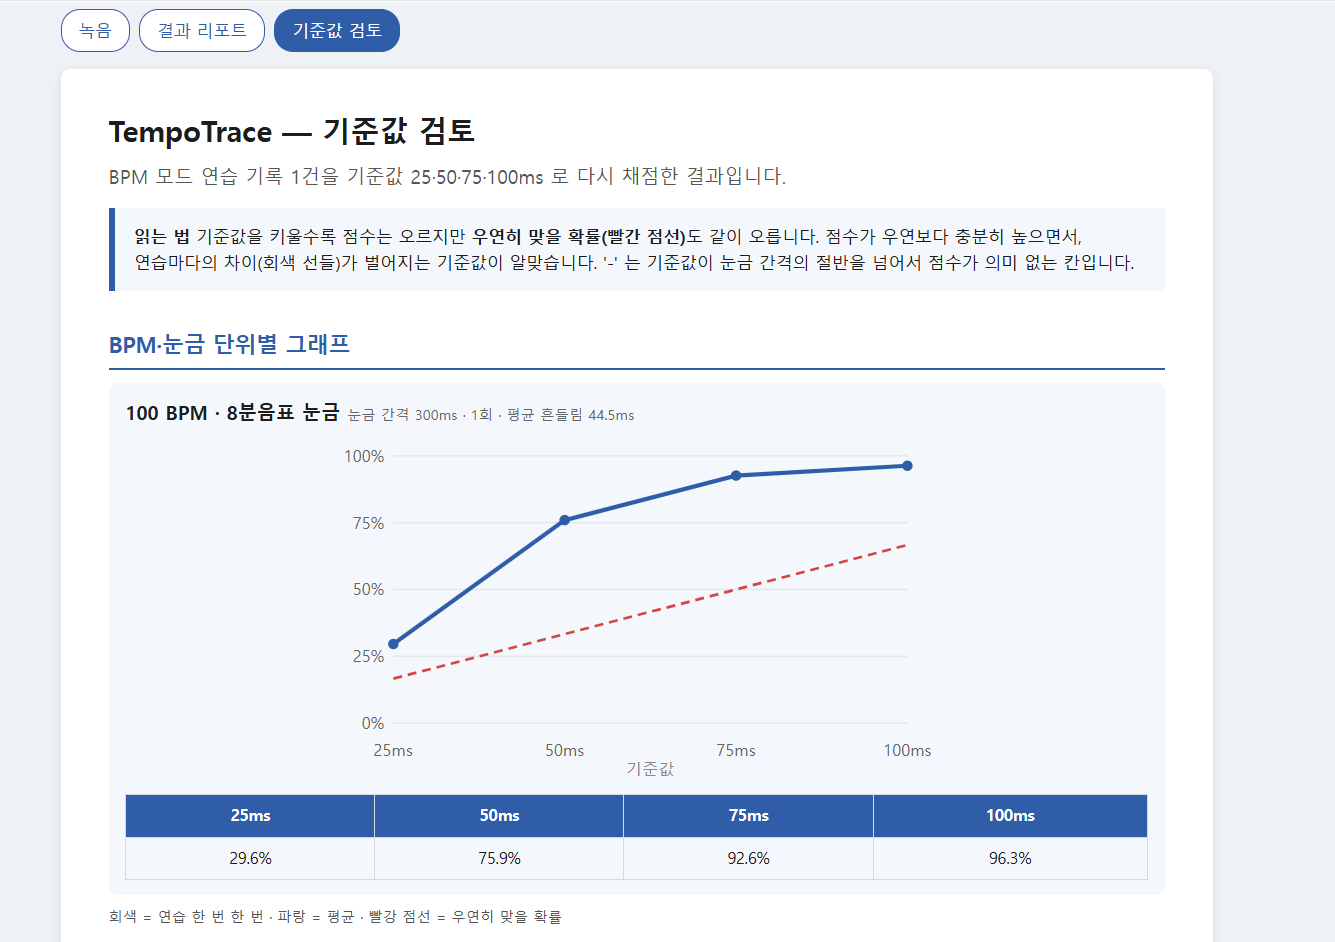 녹음
결과 리포트
기준값 검토
TempoTrace — 기준값 검토
BPM 모드 연습 기록 1건을 기준값 25·50·75·100ms 로 다시 채점한 결과입니다.
읽는 법 기준값을 키울수록 점수는 오르지만 우연히 맞을 확률(빨간 점선)도 같이 오릅니다. 점수가 우연보다 충분히 높으면서,
연습마다의 차이(회색 선들)가 벌어지는 기준값이 알맞습니다. '-' 는 기준값이 눈금 간격의 절반을 넘어서 점수가 의미 없는 칸입니다.
BPM·눈금 단위별 그래프
100 BPM · 8분음표 눈금 눈금 간격 300ms · 1회 · 평균 흔들림 44.5ms
100%
75%
50%
25%
0%
25ms 50ms 75ms 100ms
기준값
25ms 50ms 75ms 100ms
29.6% 75.9% 92.6% 96.3%
회색 = 연습 한 번 한 번 · 파랑 = 평균 · 빨강 점선 = 우연히 맞을 확률